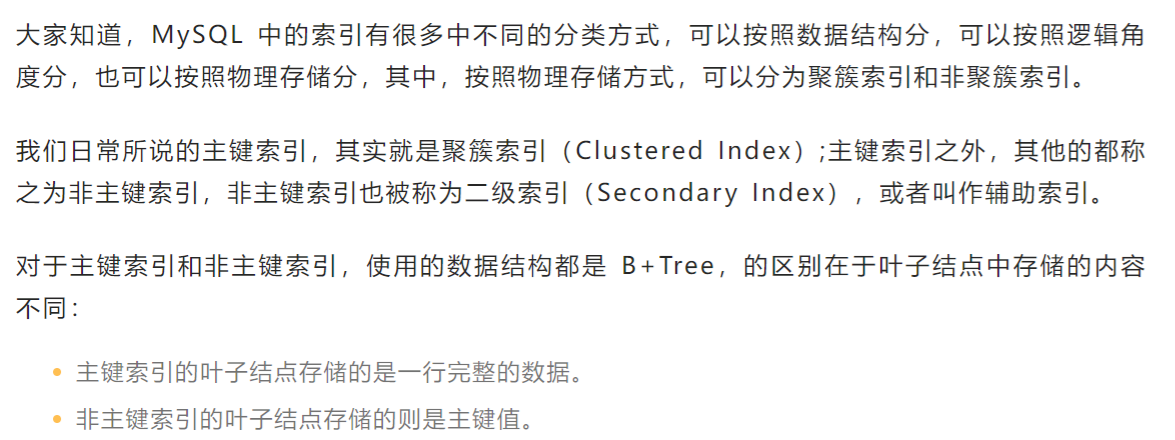 大家知道，MySQL 中的索引有很多中不同的分类方式，可以按照数据结构分，可以按照逻辑角
度分，也可以按照物理存储分，其中，按照物理存储方式，可以分为聚簇索引和非聚簇索引。
我们日常所说的主键索引，其实就是聚簇索引（Clustered Index）;主键索引之外，其他的都称
之为非主键索引，非主键索引也被称为二级索引（Secondary Index），或者叫作辅助索引。
对于主键索引和非主键索引，使用的数据结构都是 B+Tree，的区别在于叶子结点中存储的内容
不同：
主键索引的叶子结点存储的是一行完整的数据。
非主键索引的叶子结点存储的则是主键值。